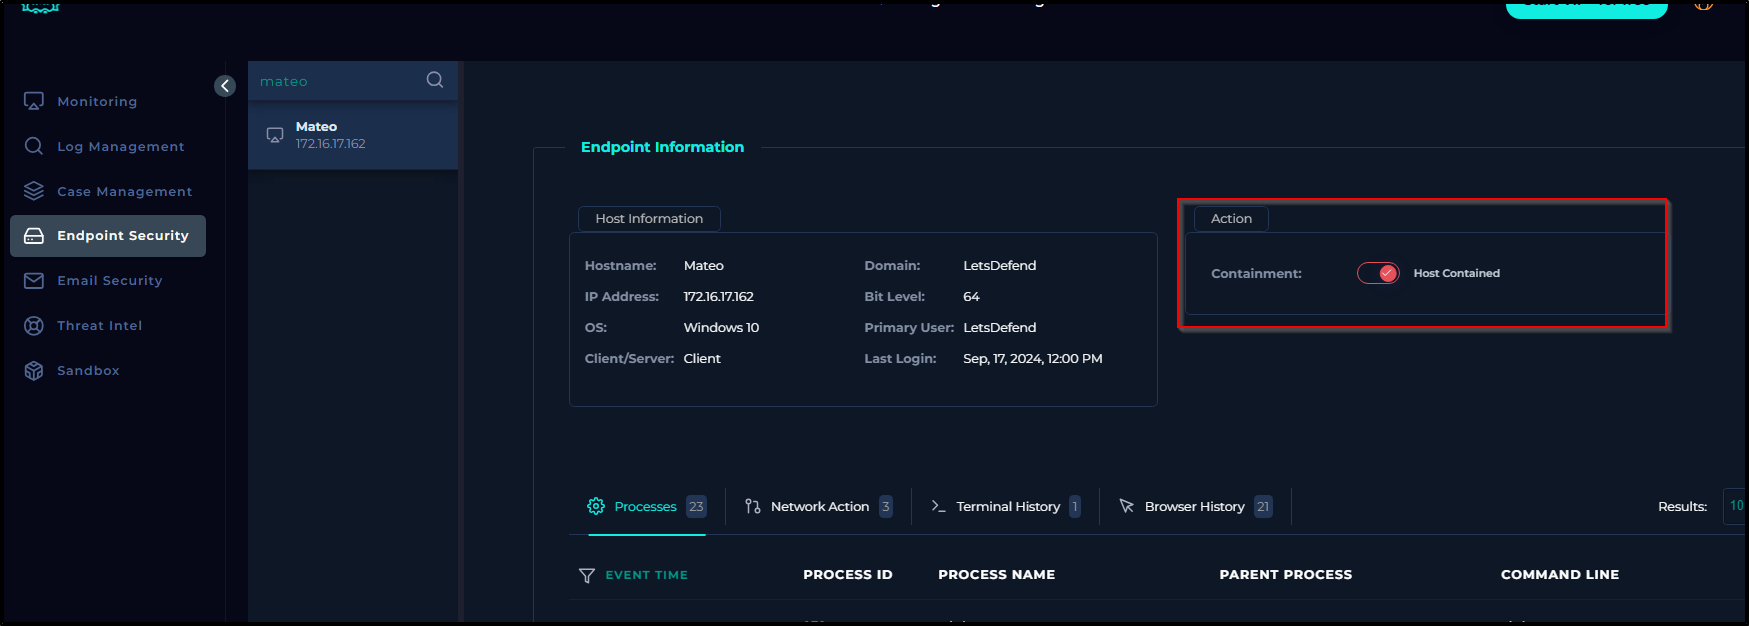 Monitoring
Log Management
Case Management
Endpoint Security
Email Security
Threat Intel
Sandbox
mateo
Mateo
172.16.17.162
Endpoint Information
Host Information
Hostname: Mateo Domain: LetsDefend
IP Address: 172.16.17.162 Bit Level: 64
OS: Windows 10 Primary User: LetsDefend
Client/Server: Client Last Login: Sep, 17, 2024, 12:00 PM
Action
Containment: Host Contained
Processes 23 Network Action 3 Terminal History 1 Browser History 21 Results: 10
EVENT TIME PROCESS ID PROCESS NAME PARENT PROCESS COMMAND LINE